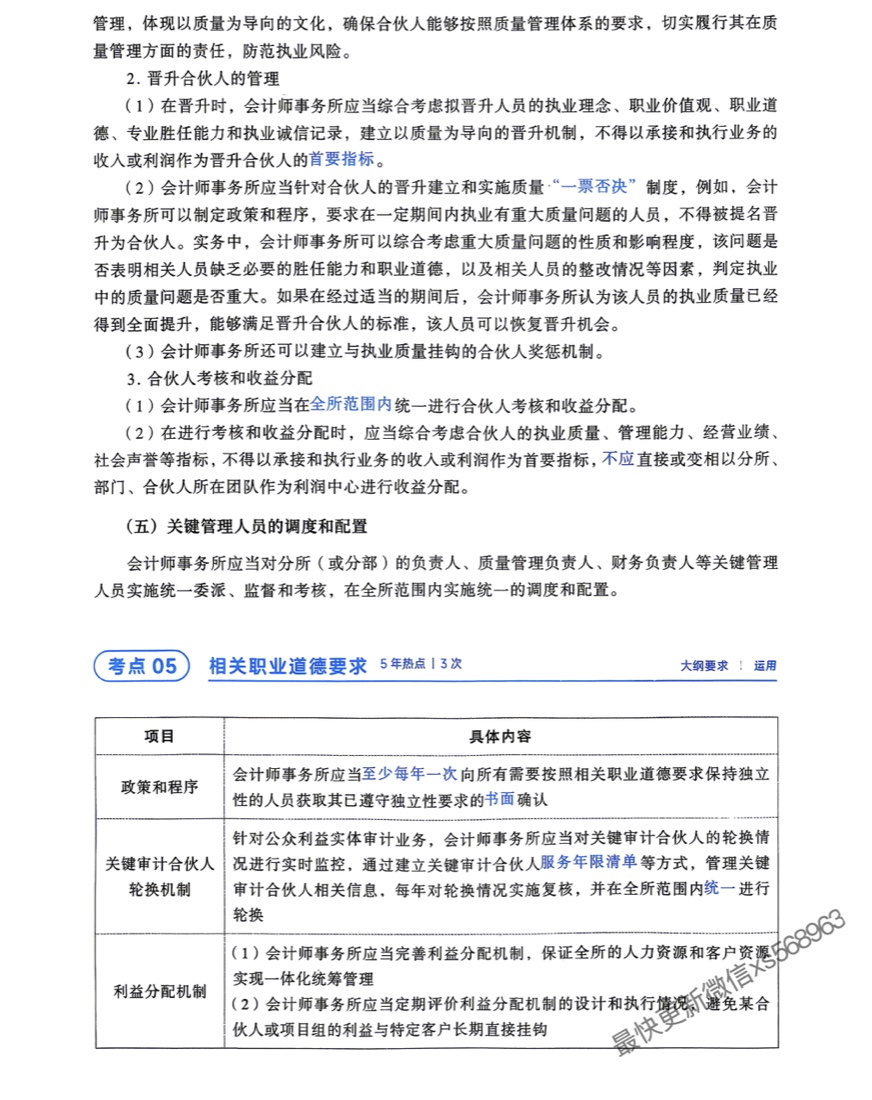 管理，体现以质量为导向的文化，确保合伙人能够按照质量管理体系的要求，切实履行其在质
量管理方面的责任，防范执业风险。
2. 晋升合伙人的管理
（1）在晋升时，会计师事务所应当综合考虑拟晋升人员的执业理念、职业价值观、职业道
德、专业胜任能力和执业诚信记录，建立以质量为导向的晋升机制，不得以承接和执行业务的
收入或利润作为晋升合伙人的首要指标。
（2）会计师事务所应当针对合伙人的晋升建立和实施质量“一票否决”制度，例如，会计
师事务所可以制定政策和程序，要求在一定期间内执业有重大质量问题的人员，不得被提名晋
升为合伙人。实务中，会计师事务所可以综合考虑重大质量问题的性质和影响程度，该问题是
否表明相关人员缺乏必要的胜任能力和职业道德，以及相关人员的整改情况等因素，判定执业
中的质量问题是否重大。如果在经过适当的期间后，会计师事务所认为该人员的执业质量已经
得到全面提升，能够满足晋升合伙人的标准，该人员可以恢复晋升机会。
（3）会计师事务所还可以建立与执业质量挂钩的合伙人奖惩机制。
3. 合伙人考核和收益分配
（1）会计师事务所应当在全所范围内统一进行合伙人考核和收益分配。
（2）在进行考核和收益分配时，应当综合考虑合伙人的执业质量、管理能力、经营业绩、
社会声誉等指标，不得以承接和执行业务的收入或利润作为首要指标，不应直接或变相以分所、
部门、合伙人所在团队作为利润中心进行收益分配。
（五）关键管理人员的调度和配置
会计师事务所应当对分所（或分部）的负责人、质量管理负责人、财务负责人等关键管理
人员实施统一委派、监督和考核，在全所范围内实施统一的调度和配置。
考点 05 相关职业道德要求 5年热点 | 3次 大纲要求 ┆ 运用
项目 具体内容
政策和程序
会计师事务所应当至少每年一次向所有需要按照相关职业道德要求保持独立
性的人员获取其已遵守独立性要求的书面确认
关键审计合伙人
轮换机制
针对公众利益实体审计业务，会计师事务所应当对关键审计合伙人的轮换情
况进行实时监控，通过建立关键审计合伙人服务年限清单等方式，管理关键
审计合伙人相关信息，每年对轮换情况实施复核，并在全所范围内统一进行
轮换
利益分配机制
（1）会计师事务所应当完善利益分配机制，保证全所的人力资源和客户资源
实现一体化统筹管理
（2）会计师事务所应当定期评价利益分配机制的设计和执行情况，避免某合
伙人或项目组的利益与特定客户长期直接挂钩
最快更新微信xs568963